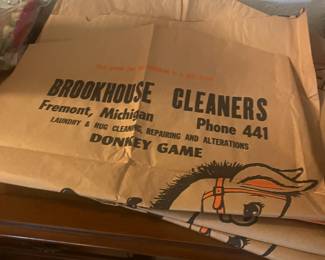 BROOKHOUSE CLEANERS
Fremont, Michigan Phone 441
LAUNDRY & RUG CLEANING, REPAIRING AND ALTERATIONS
DONKEY GAME